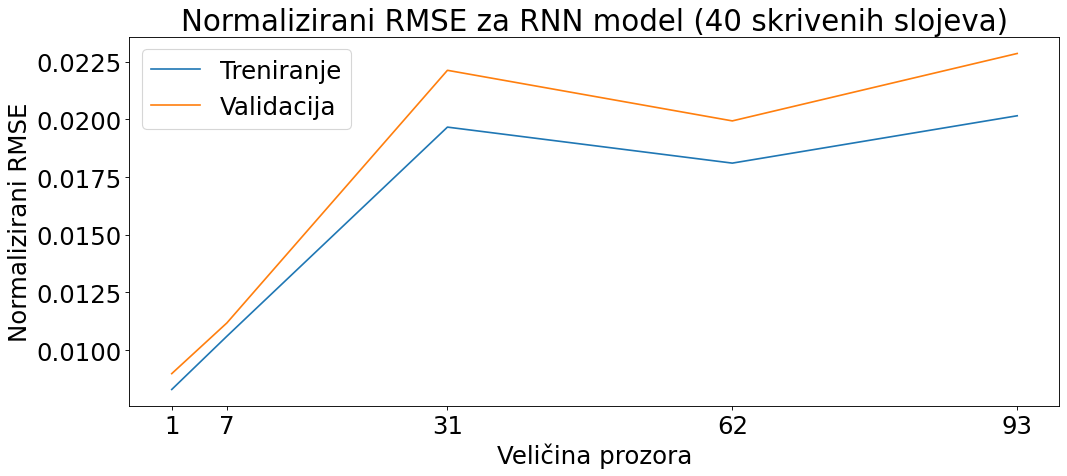 Normalizirani RMSE za RNN model (40 skrivenih slojeva)
Treniranje
Validacija
Normalizirani RMSE
0.0225
0.0200
0.0175
0.0150
0.0125
0.0100
1 7 31 62 93
Veličina prozora